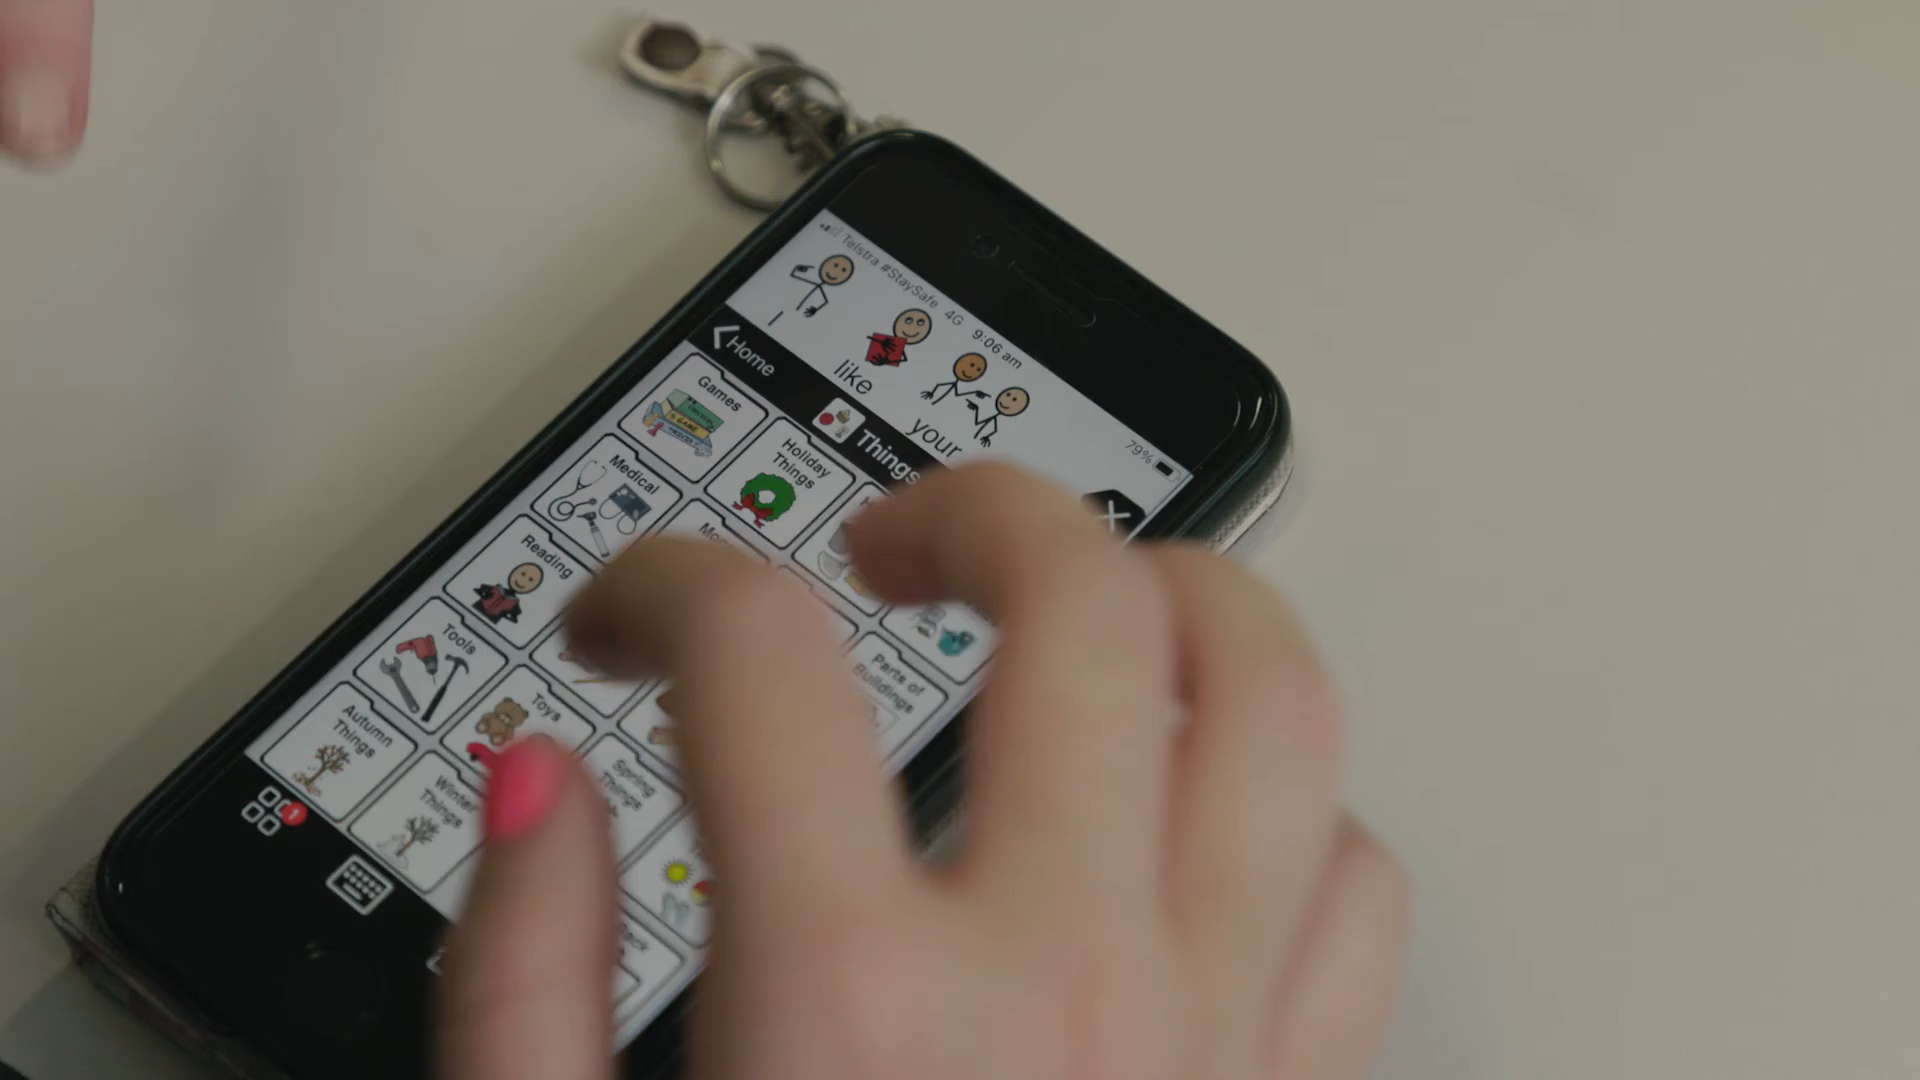 Telstra #StaySafe 4G 9:06 am 79%
I like your
Home
Things
Games
Holiday
Things
Medical
Reading
Tools
Toys
Parts of
Buildings
Autumn
Things
Winter
Things
Spring
Things
1